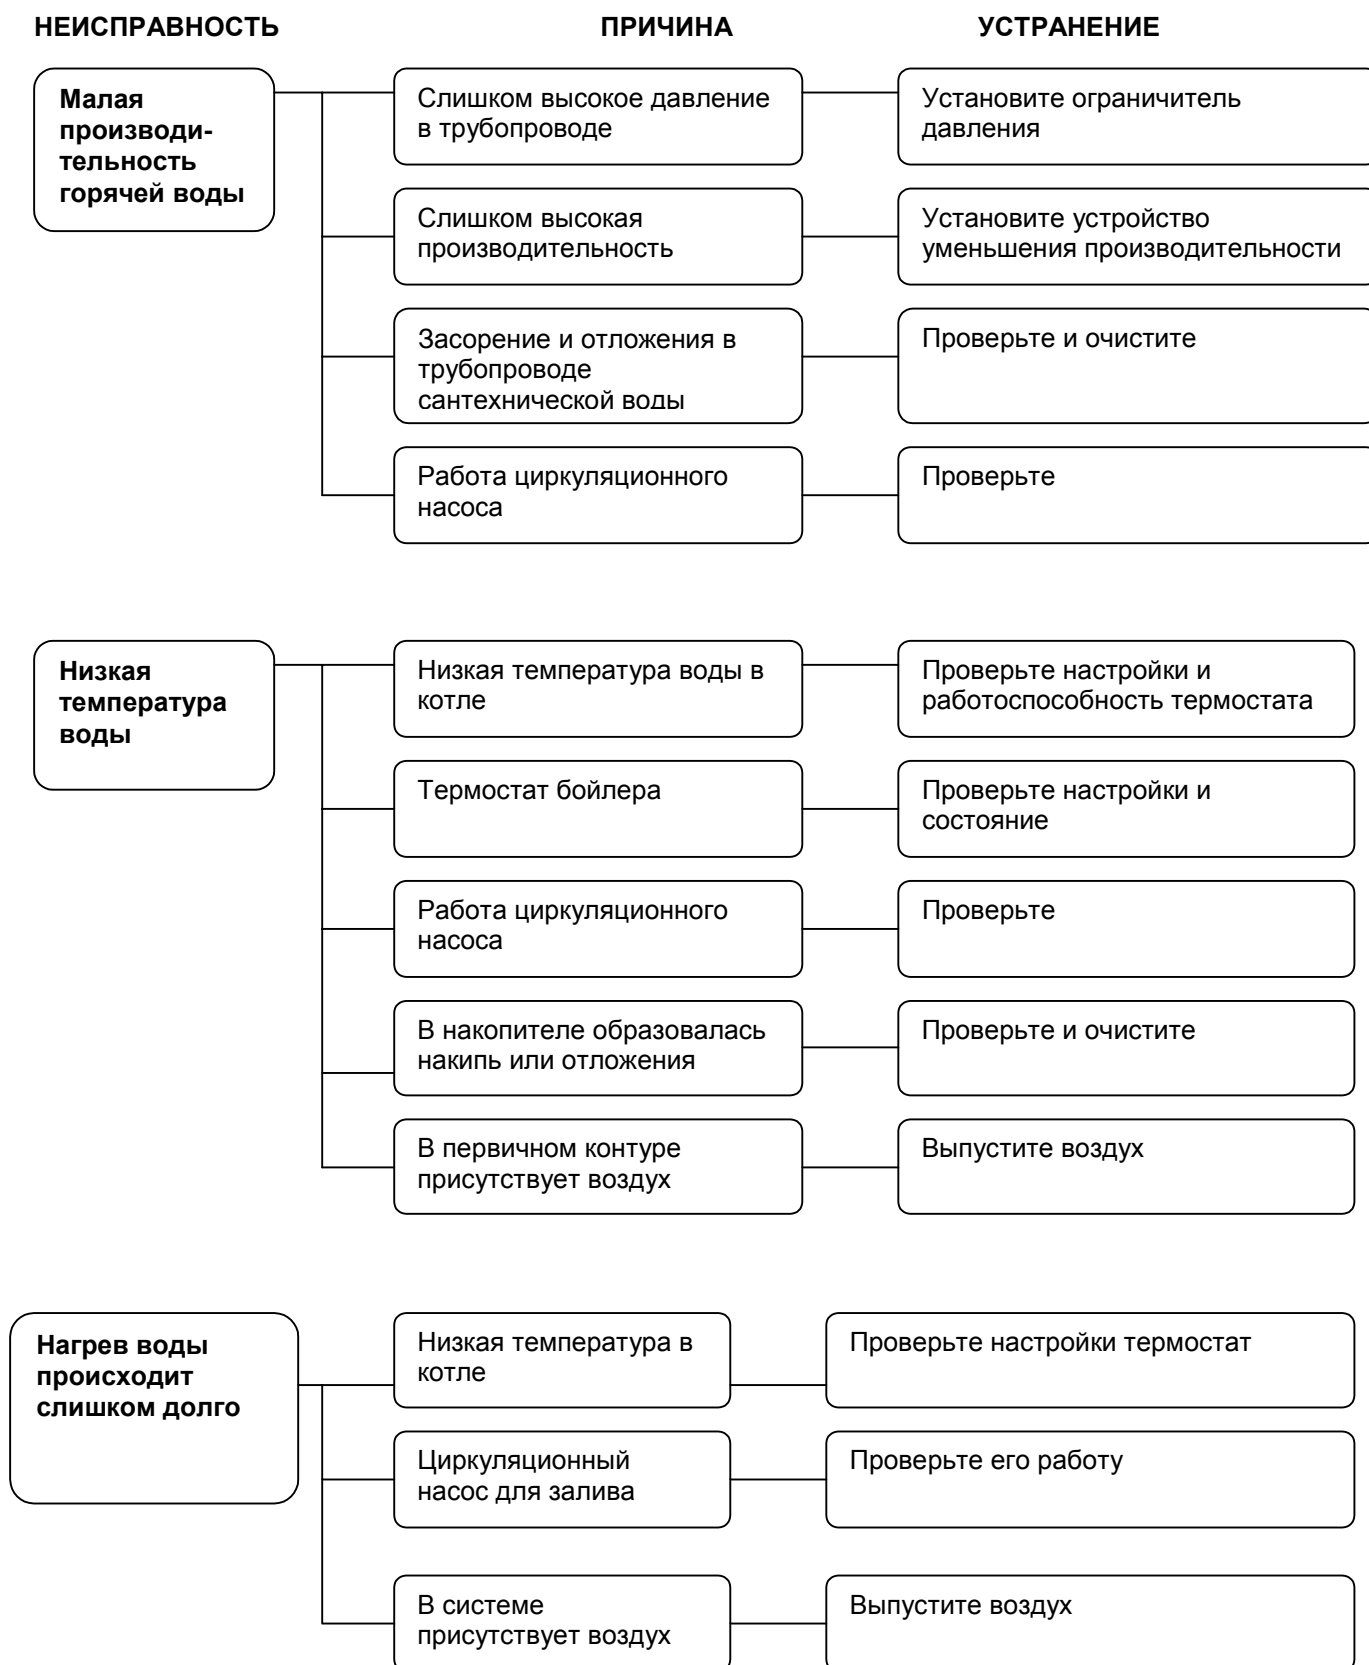 НЕИСПРАВНОСТЬ ПРИЧИНА УСТРАНЕНИЕ
Малая
производи-
тельность
горячей воды
Слишком высокое давление
в трубопроводе
Установите ограничитель
давления
Слишком высокая
производительность
Установите устройство
уменьшения производительности
Засорение и отложения в
трубопроводе
сантехнической воды
Проверьте и очистите
Работа циркуляционного
насоса
Проверьте
Низкая
температура
воды
Низкая температура воды в
котле
Проверьте настройки и
работоспособность термостата
Термостат бойлера
Проверьте настройки и
состояние
Работа циркуляционного
насоса
Проверьте
В накопителе образовалась
накипь или отложения
Проверьте и очистите
В первичном контуре
присутствует воздух
Выпустите воздух
Нагрев воды
происходит
слишком долго
Низкая температура в
котле
Проверьте настройки термостат
Циркуляционный
насос для залива
Проверьте его работу
В системе
присутствует воздух
Выпустите воздух